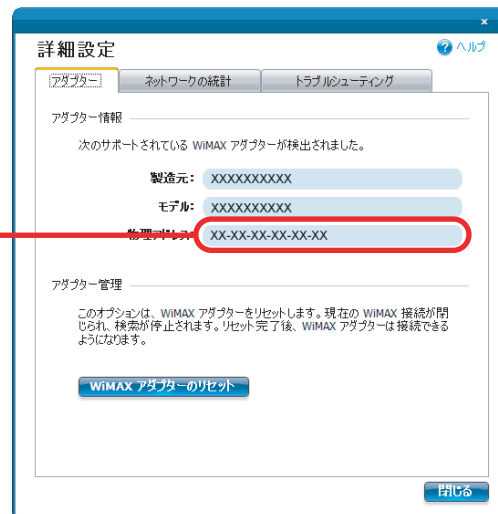 ×
詳細設定
? ヘルプ
アダプター
ネットワークの統計
トラブルシューティング
アダプター情報
次のサポートされている WiMAX アダプターが検出されました。
製造元: XXXXXXXXXX
モデル: XXXXXXXXXX
物理アドレス: XX-XX-XX-XX-XX-XX
アダプター管理
このオプションは、WiMAX アダプターをリセットします。現在の WiMAX 接続が閉
じられ、検索が停止されます。リセット完了後、WiMAX アダプターは接続できる
ようになります。
WiMAX アダプターのリセット
閉じる